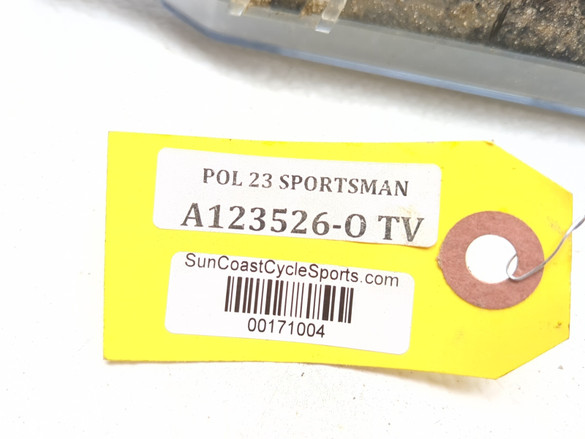 POL 23 SPORTSMAN
A123526-O TV
SunCoastCycleSports.com
00171004